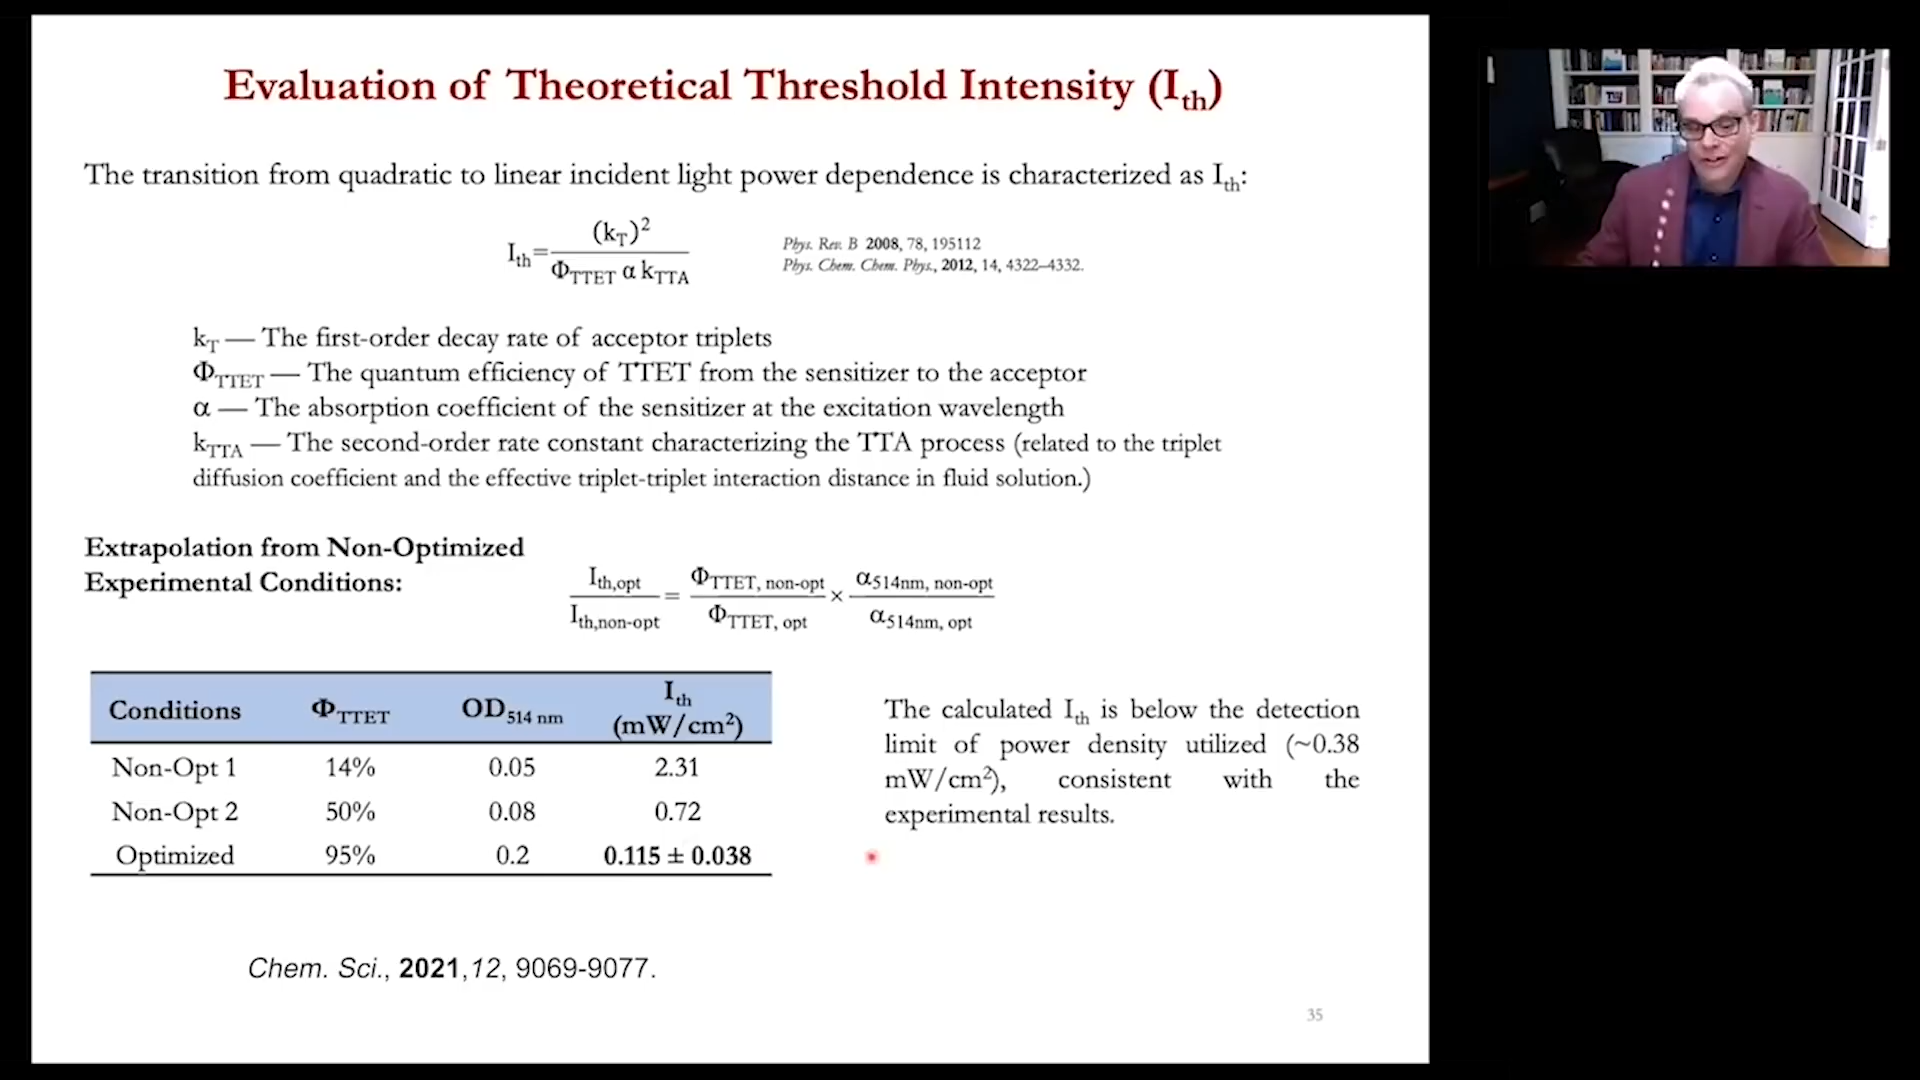 Evaluation of Theoretical Threshold Intensity (Ith)
The transition from quadratic to linear incident light power dependence is characterized as Ith:
Ith = (kT)² / ΦTTET α kTTA
Phys. Rev. B 2008, 78, 195112
Phys. Chem. Chem. Phys., 2012, 14, 4322–4332.
kT — The first-order decay rate of acceptor triplets
ΦTTET — The quantum efficiency of TTET from the sensitizer to the acceptor
α — The absorption coefficient of the sensitizer at the excitation wavelength
kTTA — The second-order rate constant characterizing the TTA process (related to the triplet
diffusion coefficient and the effective triplet-triplet interaction distance in fluid solution.)
Extrapolation from Non-Optimized
Experimental Conditions:
Ith,opt / Ith,non-opt = ΦTTET, non-opt / ΦTTET, opt × α514nm, non-opt / α514nm, opt
Conditions ΦTTET OD514 nm Ith (mW/cm²)
Non-Opt 1 14% 0.05 2.31
Non-Opt 2 50% 0.08 0.72
Optimized 95% 0.2 0.115 ± 0.038
The calculated Ith is below the detection
limit of power density utilized (~0.38
mW/cm²), consistent with the
experimental results.
Chem. Sci., 2021,12, 9069-9077.
35